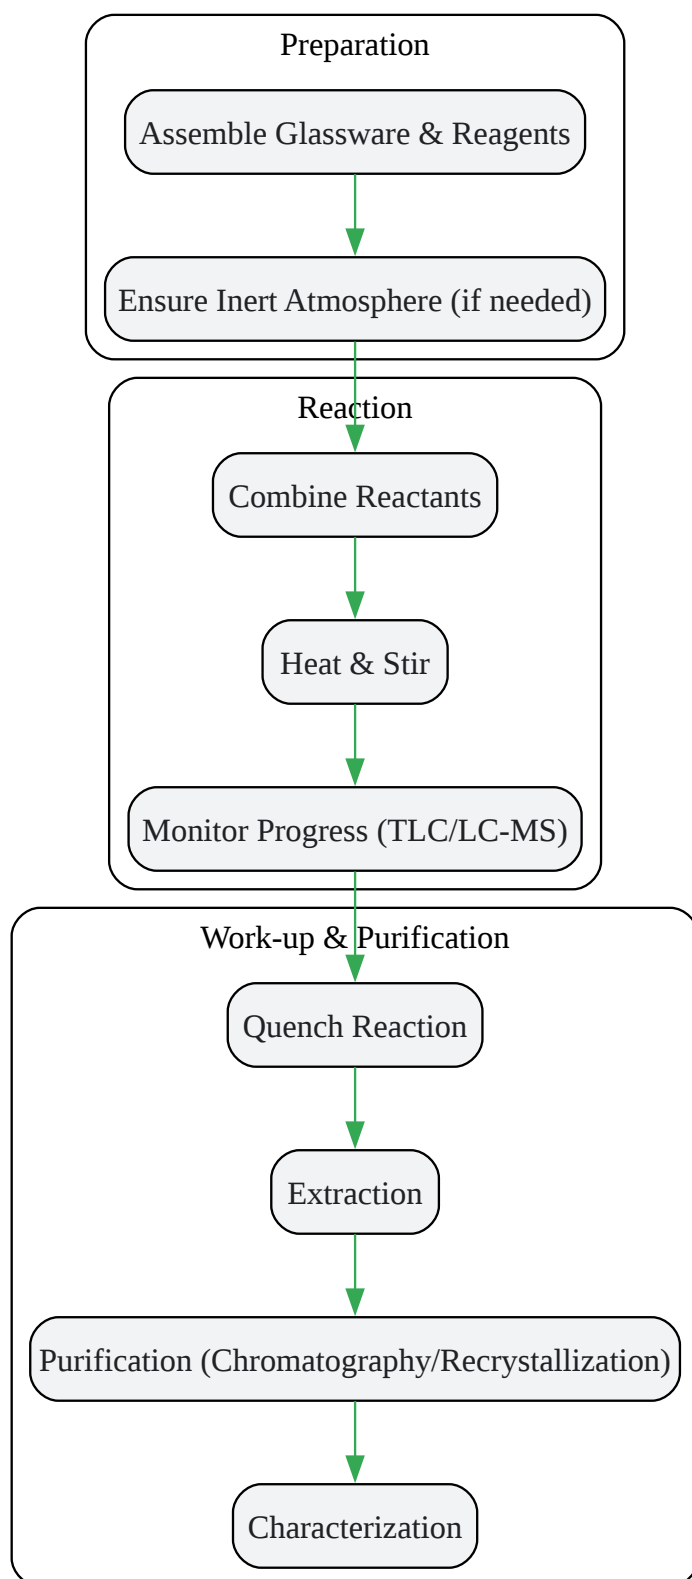 Preparation
Assemble Glassware & Reagents
Ensure Inert Atmosphere (if needed)
Reaction
Combine Reactants
Heat & Stir
Monitor Progress (TLC/LC-MS)
Work-up & Purification
Quench Reaction
Extraction
Purification (Chromatography/Recrystallization)
Characterization